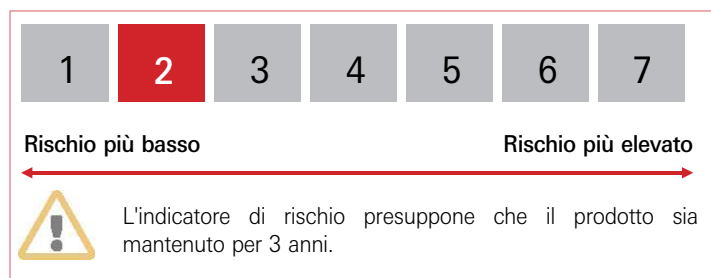 1 2 3 4 5 6 7
Rischio più basso Rischio più elevato
L'indicatore di rischio presuppone che il prodotto sia
mantenuto per 3 anni.